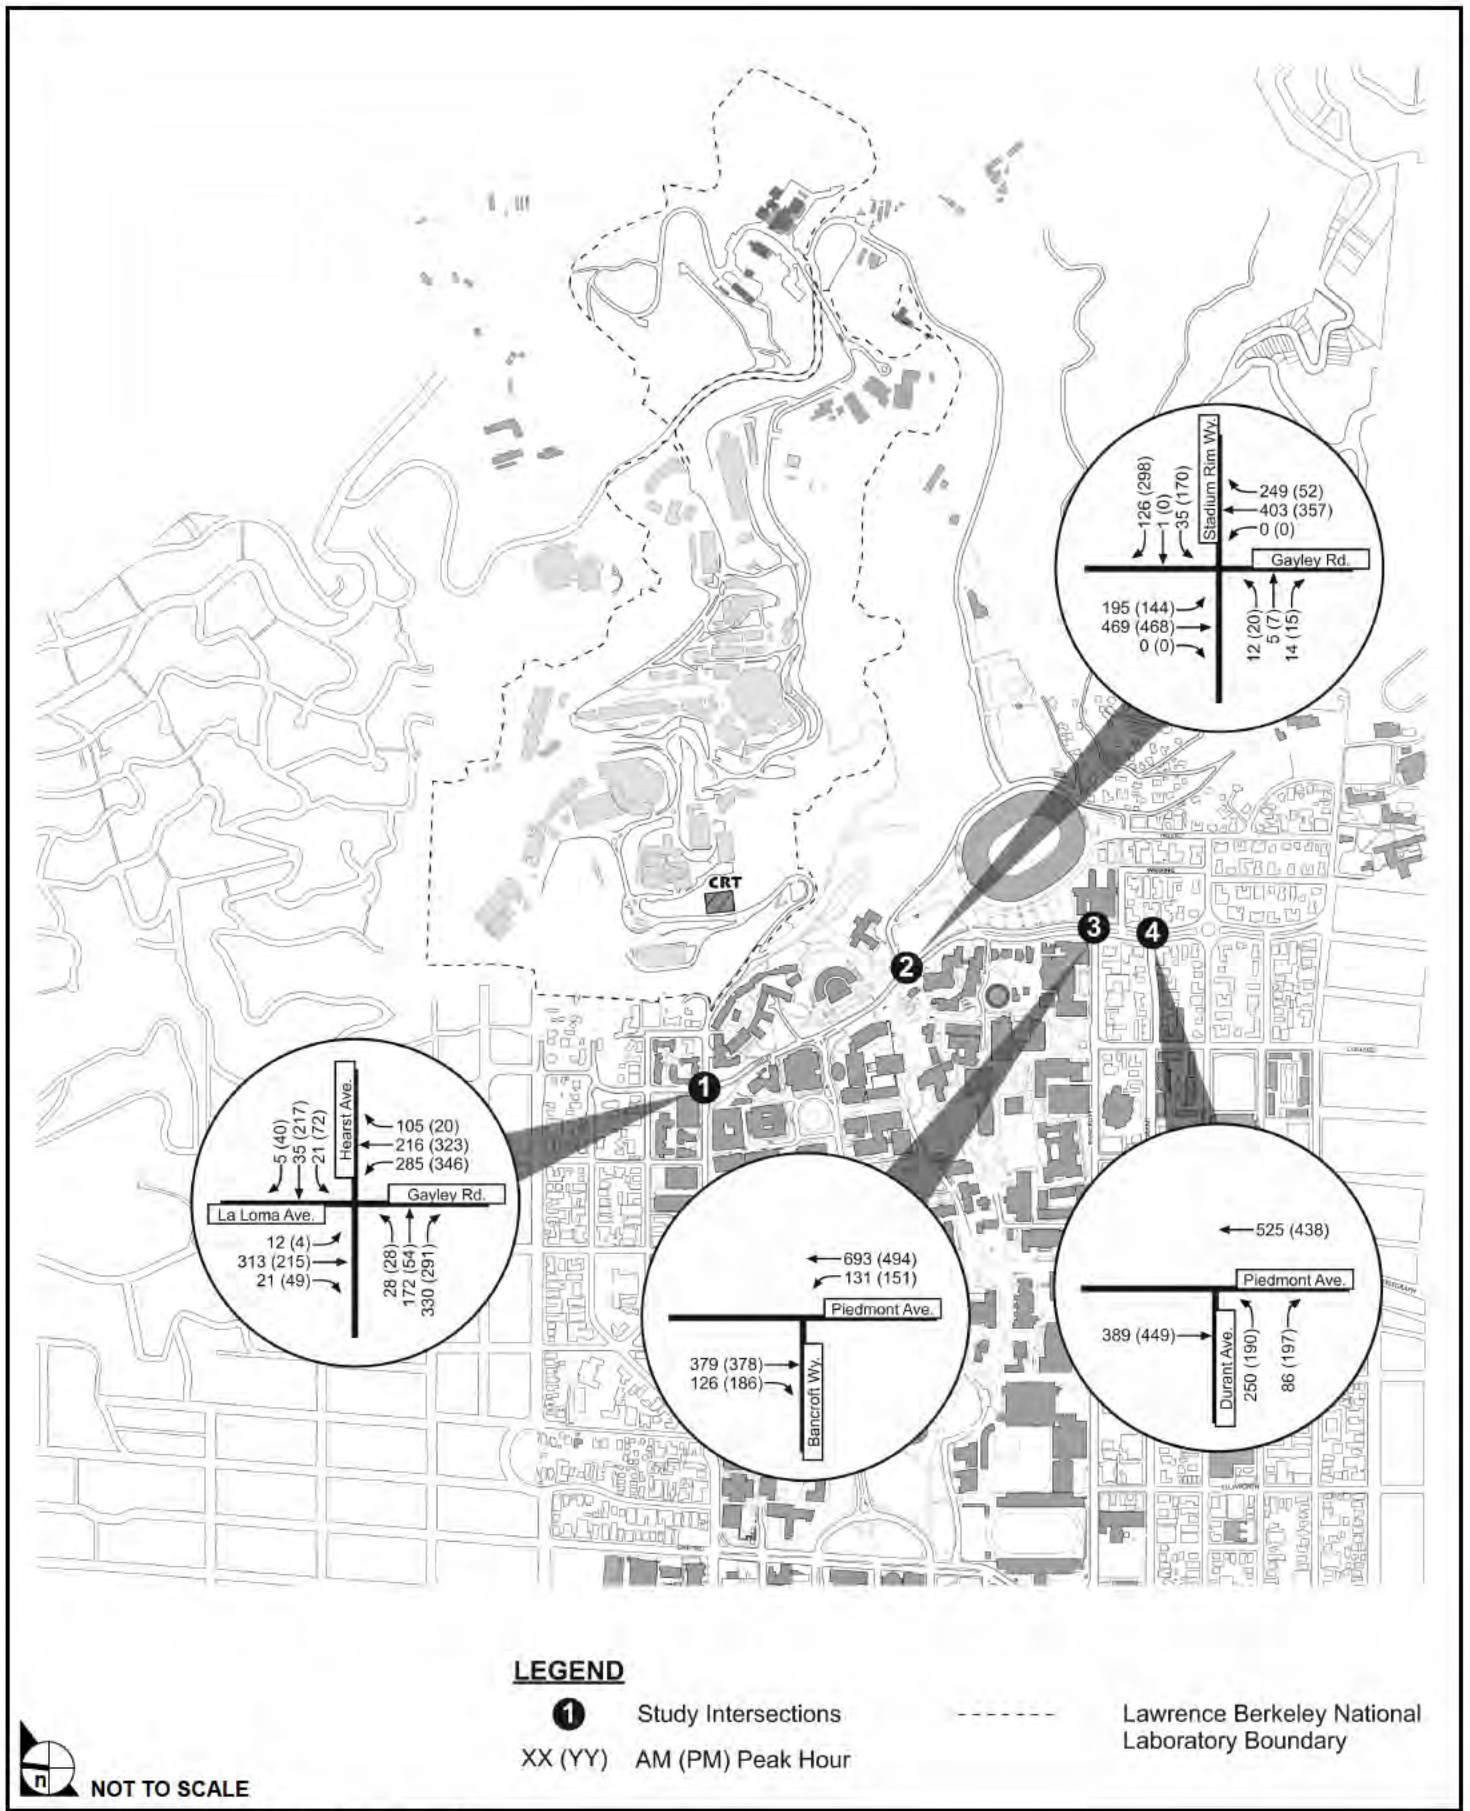 Stadium Rim Wy.
126 (298)
1 (0)
35 (170)
249 (52)
403 (357)
0 (0)
Gayley Rd.
195 (144)
469 (468)
0 (0)
12 (20)
5 (7)
14 (15)
CRT
3
4
2
1
Hearst Ave.
5 (40)
35 (217)
21 (72)
105 (20)
216 (323)
285 (346)
Gayley Rd.
La Loma Ave.
12 (4)
313 (215)
21 (49)
28 (28)
172 (54)
330 (291)
693 (494)
131 (151)
Piedmont Ave.
379 (378)
126 (186)
Bancroft Wy.
525 (438)
Piedmont Ave.
389 (449)
Durant Ave.
250 (190)
86 (197)
ELLSWORTH
LEGEND
1 Study Intersections
XX (YY) AM (PM) Peak Hour
Lawrence Berkeley National
Laboratory Boundary
n
NOT TO SCALE